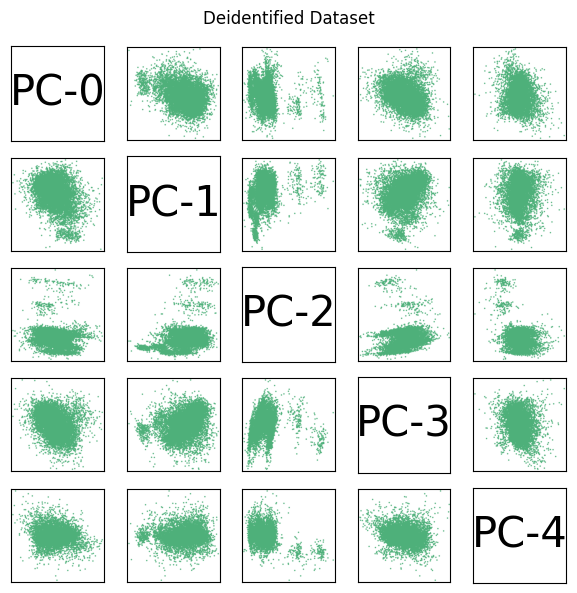 Deidentified Dataset
PC-0
PC-1
PC-2
PC-3
PC-4